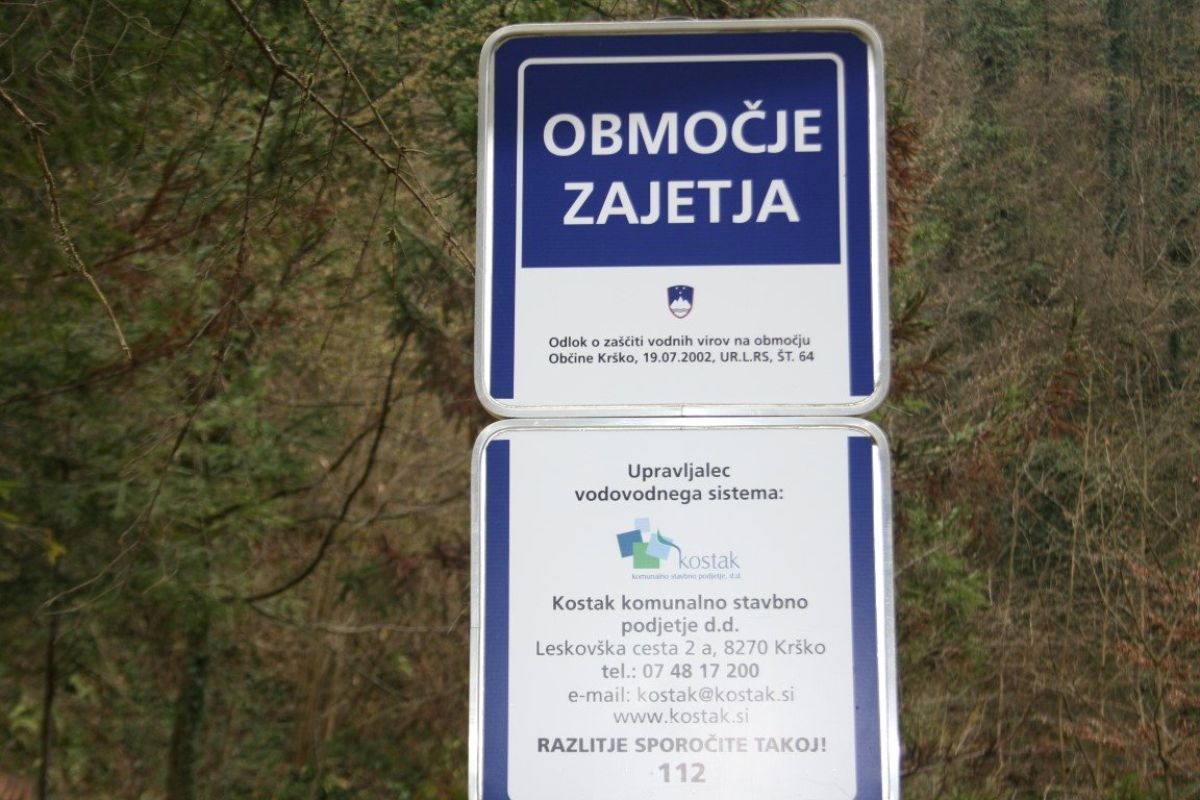 OBMOČJE
ZAJETJA
Odlok o zaščiti vodnih virov na območju
Občine Krško, 19.07.2002, UR.L.RS, ŠT. 64
Upravljalec
vodovodnega sistema:
kostak
komunalno stavbno podjetje, d.d.
Kostak komunalno stavbno
podjetje d.d.
Leskovška cesta 2 a, 8270 Krško
tel.: 07 48 17 200
e-mail: kostak@kostak.si
www.kostak.si
RAZLITJE SPOROČITE TAKOJ!
112